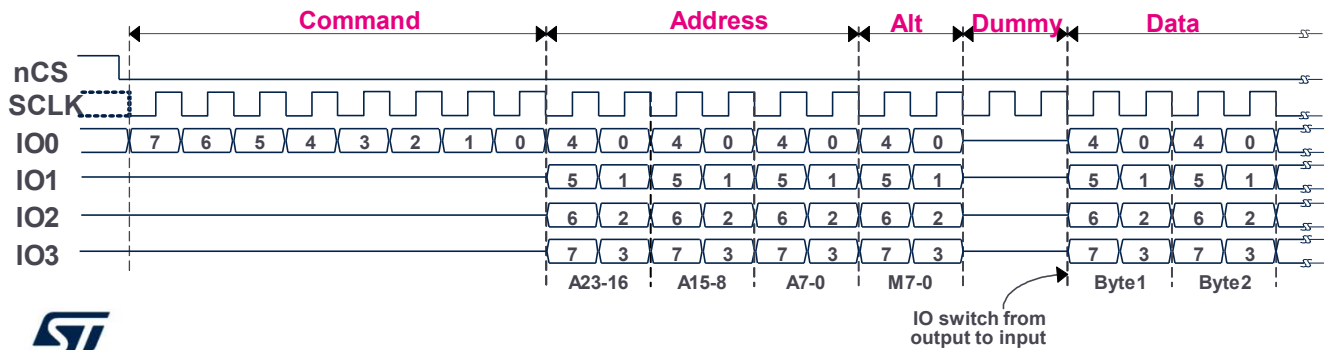 Command Address Alt Dummy Data
nCS
SCLK
IO0 7 6 5 4 3 2 1 0 4 0 4 0 4 0 4 0 4 0 4 0
IO1 5 1 5 1 5 1 5 1 5 1 5 1
IO2 6 2 6 2 6 2 6 2 6 2 6 2
IO3 7 3 7 3 7 3 7 3 7 3 7 3
A23-16 A15-8 A7-0 M7-0 Byte1 Byte2
IO switch from
output to input
ST